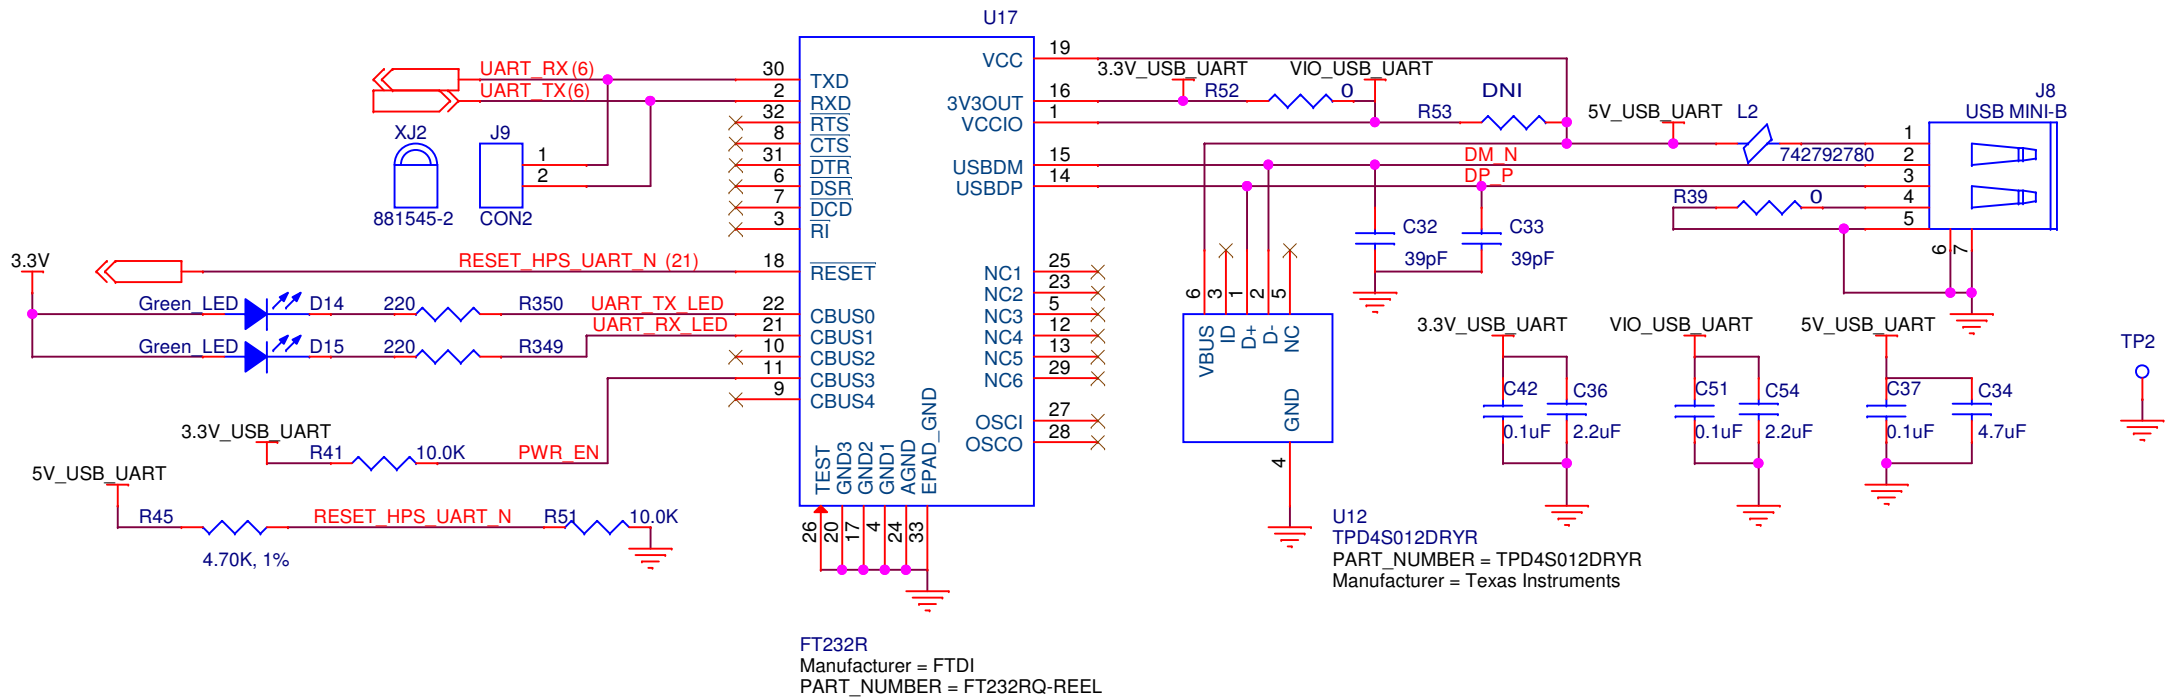 U17
UART_RX (6)
UART_TX(6)
XJ2
881545-2
J9
1
2
CON2
30
2
32
8
31
6
7
3
18
22
21
10
11
9
TXD
RXD
RTS
CTS
DTR
DSR
DCD
RI
RESET
CBUS0
CBUS1
CBUS2
CBUS3
CBUS4
RESET_HPS_UART_N (21)
3.3V
Green_LED
D14
220
R350
UART_TX_LED
UART_RX_LED
Green_LED
D15
220
R349
3.3V_USB_UART
R41
10.0K
PWR_EN
5V_USB_UART
R45
4.70K, 1%
RESET_HPS_UART_N
R51
10.0K
TEST
GND3
GND2
GND1
AGND
EPAD_GND
26
20
17
4
24
33
VCC
3V3OUT
VCCIO
USBDM
USBDP
NC1
NC2
NC3
NC4
NC5
NC6
OSCI
OSCO
19
16
1
15
14
25
23
5
12
13
29
27
28
FT232R
Manufacturer = FTDI
PART_NUMBER = FT232RQ-REEL
3.3V_USB_UART
VIO_USB_UART
R52
0
R53
DNI
5V_USB_UART
L2
742792780
DM_N
DP_P
R39
0
J8
USB MINI-B
1
2
3
4
5
6
7
C32
39pF
C33
39pF
6
3
1
2
5
VBUS
ID
D+
D-
NC
GND
4
U12
TPD4S012DRYR
PART_NUMBER = TPD4S012DRYR
Manufacturer = Texas Instruments
3.3V_USB_UART
C42
0.1uF
C36
2.2uF
VIO_USB_UART
C51
0.1uF
C54
2.2uF
5V_USB_UART
C37
0.1uF
C34
4.7uF
TP2